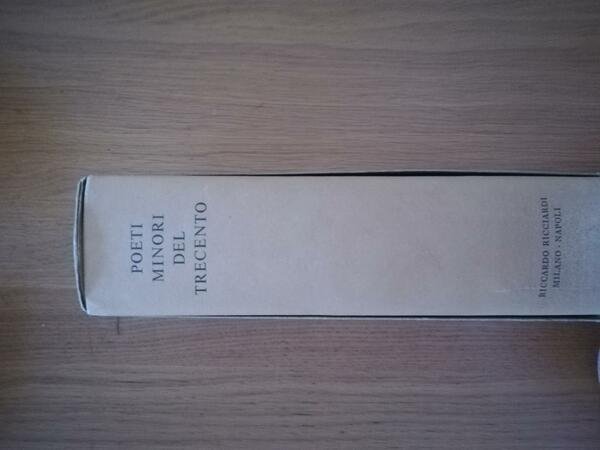 POETI
MINORI
DEL
TRECENTO
RICCARDO RICCIARDI
MILANO · NAPOLI